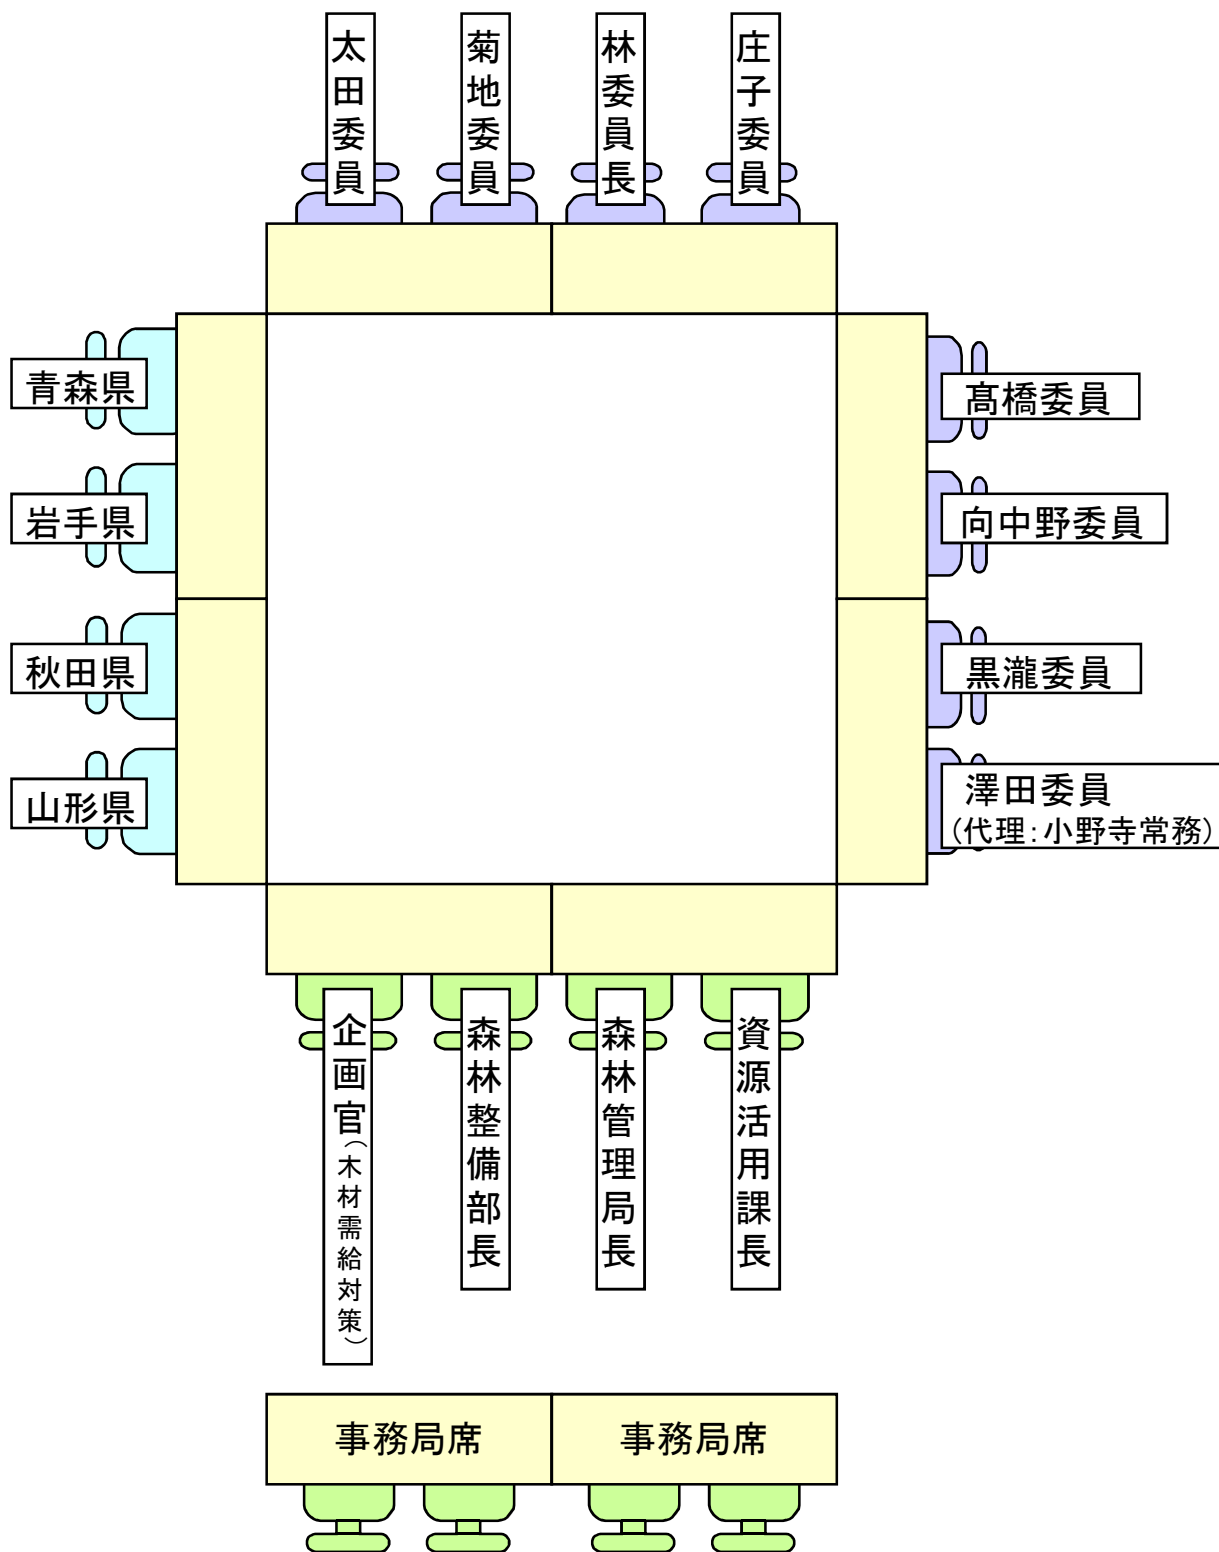 太田委員
菊地委員
林委員長
庄子委員
青森県
岩手県
秋田県
山形県
髙橋委員
向中野委員
黒瀧委員
澤田委員
（代理：小野寺常務）
企画官（木材需給対策）
森林整備部長
森林管理局長
資源活用課長
事務局席
事務局席